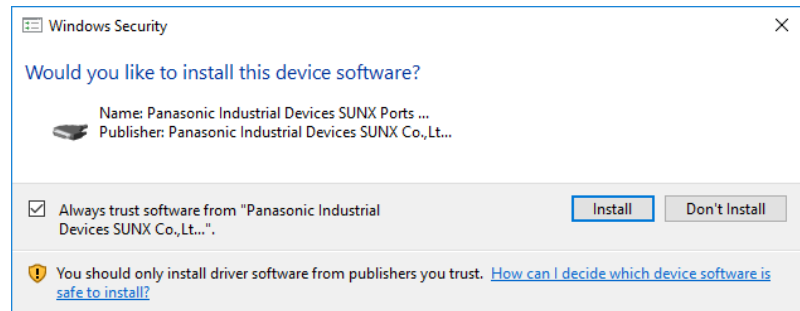 Windows Security
Would you like to install this device software?
Name: Panasonic Industrial Devices SUNX Ports ...
Publisher: Panasonic Industrial Devices SUNX Co.,Lt...
Always trust software from "Panasonic Industrial
Devices SUNX Co.,Lt...".
Install
Don't Install
You should only install driver software from publishers you trust. How can I decide which device software is
safe to install?